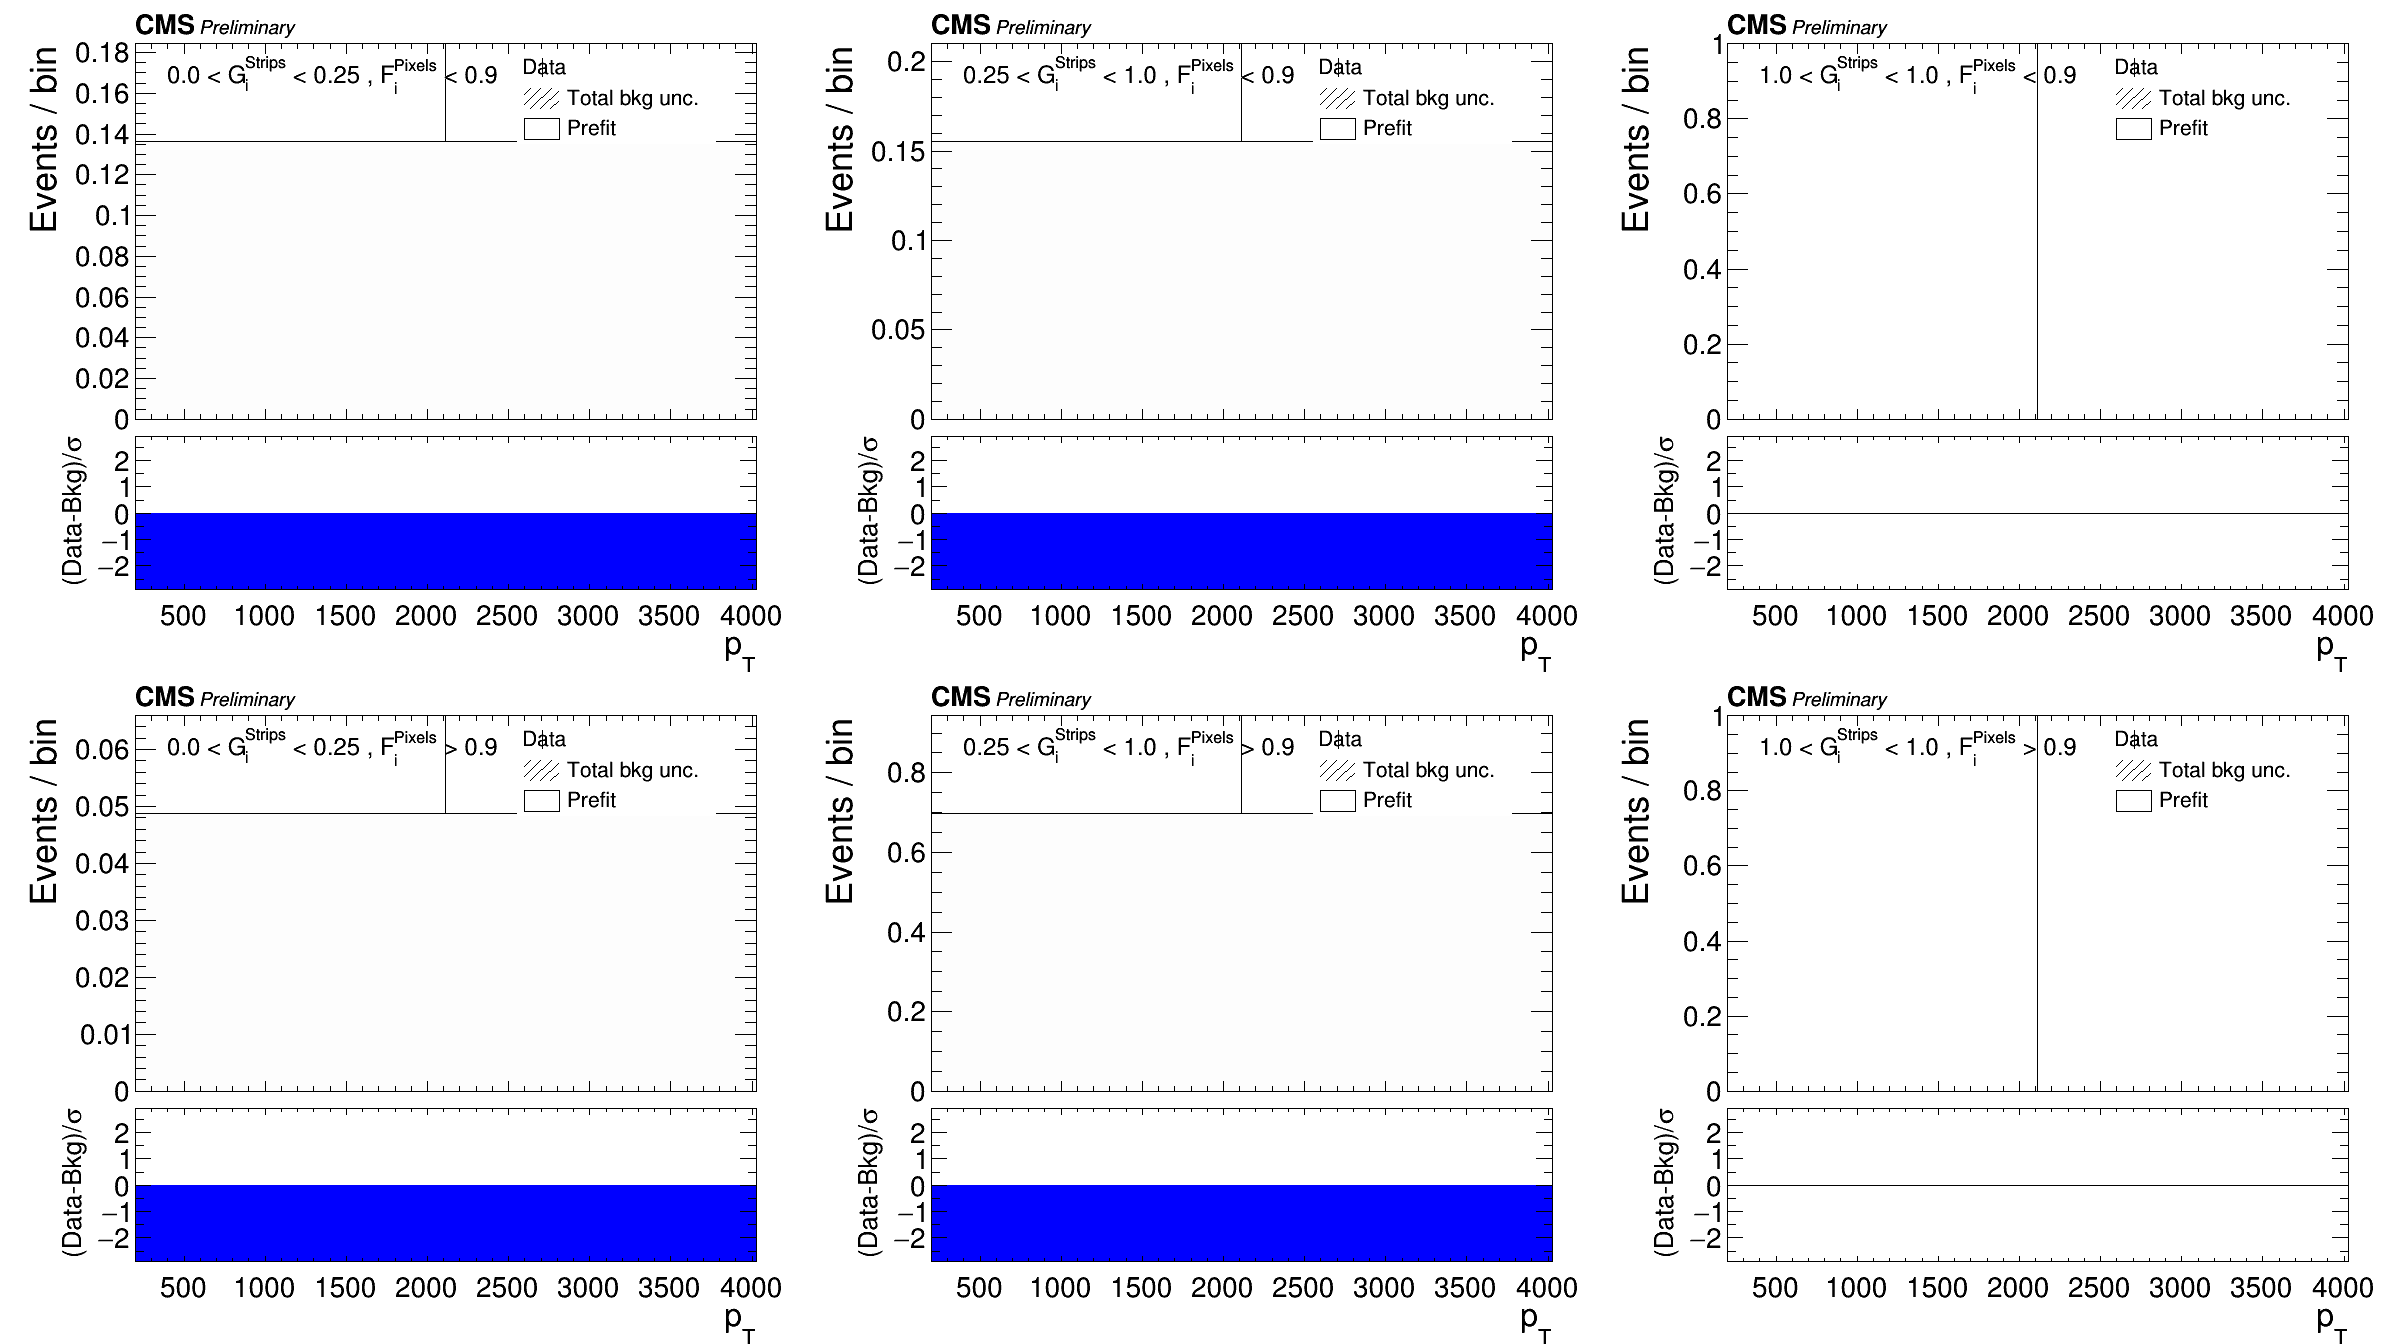 CMS Preliminary
Events / bin
0.18
0.16
0.14
0.12
0.1
0.08
0.06
0.04
0.02
0
0.0 < G_i^Strips < 0.25 , F_i^Pixels < 0.9
Data
Total bkg unc.
Prefit
(Data-Bkg)/σ
2
1
0
−1
−2
500 1000 1500 2000 2500 3000 3500 4000
p_T
CMS Preliminary
Events / bin
0.2
0.15
0.1
0.05
0
0.25 < G_i^Strips < 1.0 , F_i^Pixels < 0.9
Data
Total bkg unc.
Prefit
(Data-Bkg)/σ
2
1
0
−1
−2
500 1000 1500 2000 2500 3000 3500 4000
p_T
CMS Preliminary
Events / bin
1
0.8
0.6
0.4
0.2
0
1.0 < G_i^Strips < 1.0 , F_i^Pixels < 0.9
Data
Total bkg unc.
Prefit
(Data-Bkg)/σ
2
1
0
−1
−2
500 1000 1500 2000 2500 3000 3500 4000
p_T
CMS Preliminary
Events / bin
0.06
0.05
0.04
0.03
0.02
0.01
0
0.0 < G_i^Strips < 0.25 , F_i^Pixels > 0.9
Data
Total bkg unc.
Prefit
(Data-Bkg)/σ
2
1
0
−1
−2
500 1000 1500 2000 2500 3000 3500 4000
p_T
CMS Preliminary
Events / bin
0.8
0.6
0.4
0.2
0
0.25 < G_i^Strips < 1.0 , F_i^Pixels > 0.9
Data
Total bkg unc.
Prefit
(Data-Bkg)/σ
2
1
0
−1
−2
500 1000 1500 2000 2500 3000 3500 4000
p_T
CMS Preliminary
Events / bin
1
0.8
0.6
0.4
0.2
0
1.0 < G_i^Strips < 1.0 , F_i^Pixels > 0.9
Data
Total bkg unc.
Prefit
(Data-Bkg)/σ
2
1
0
−1
−2
500 1000 1500 2000 2500 3000 3500 4000
p_T